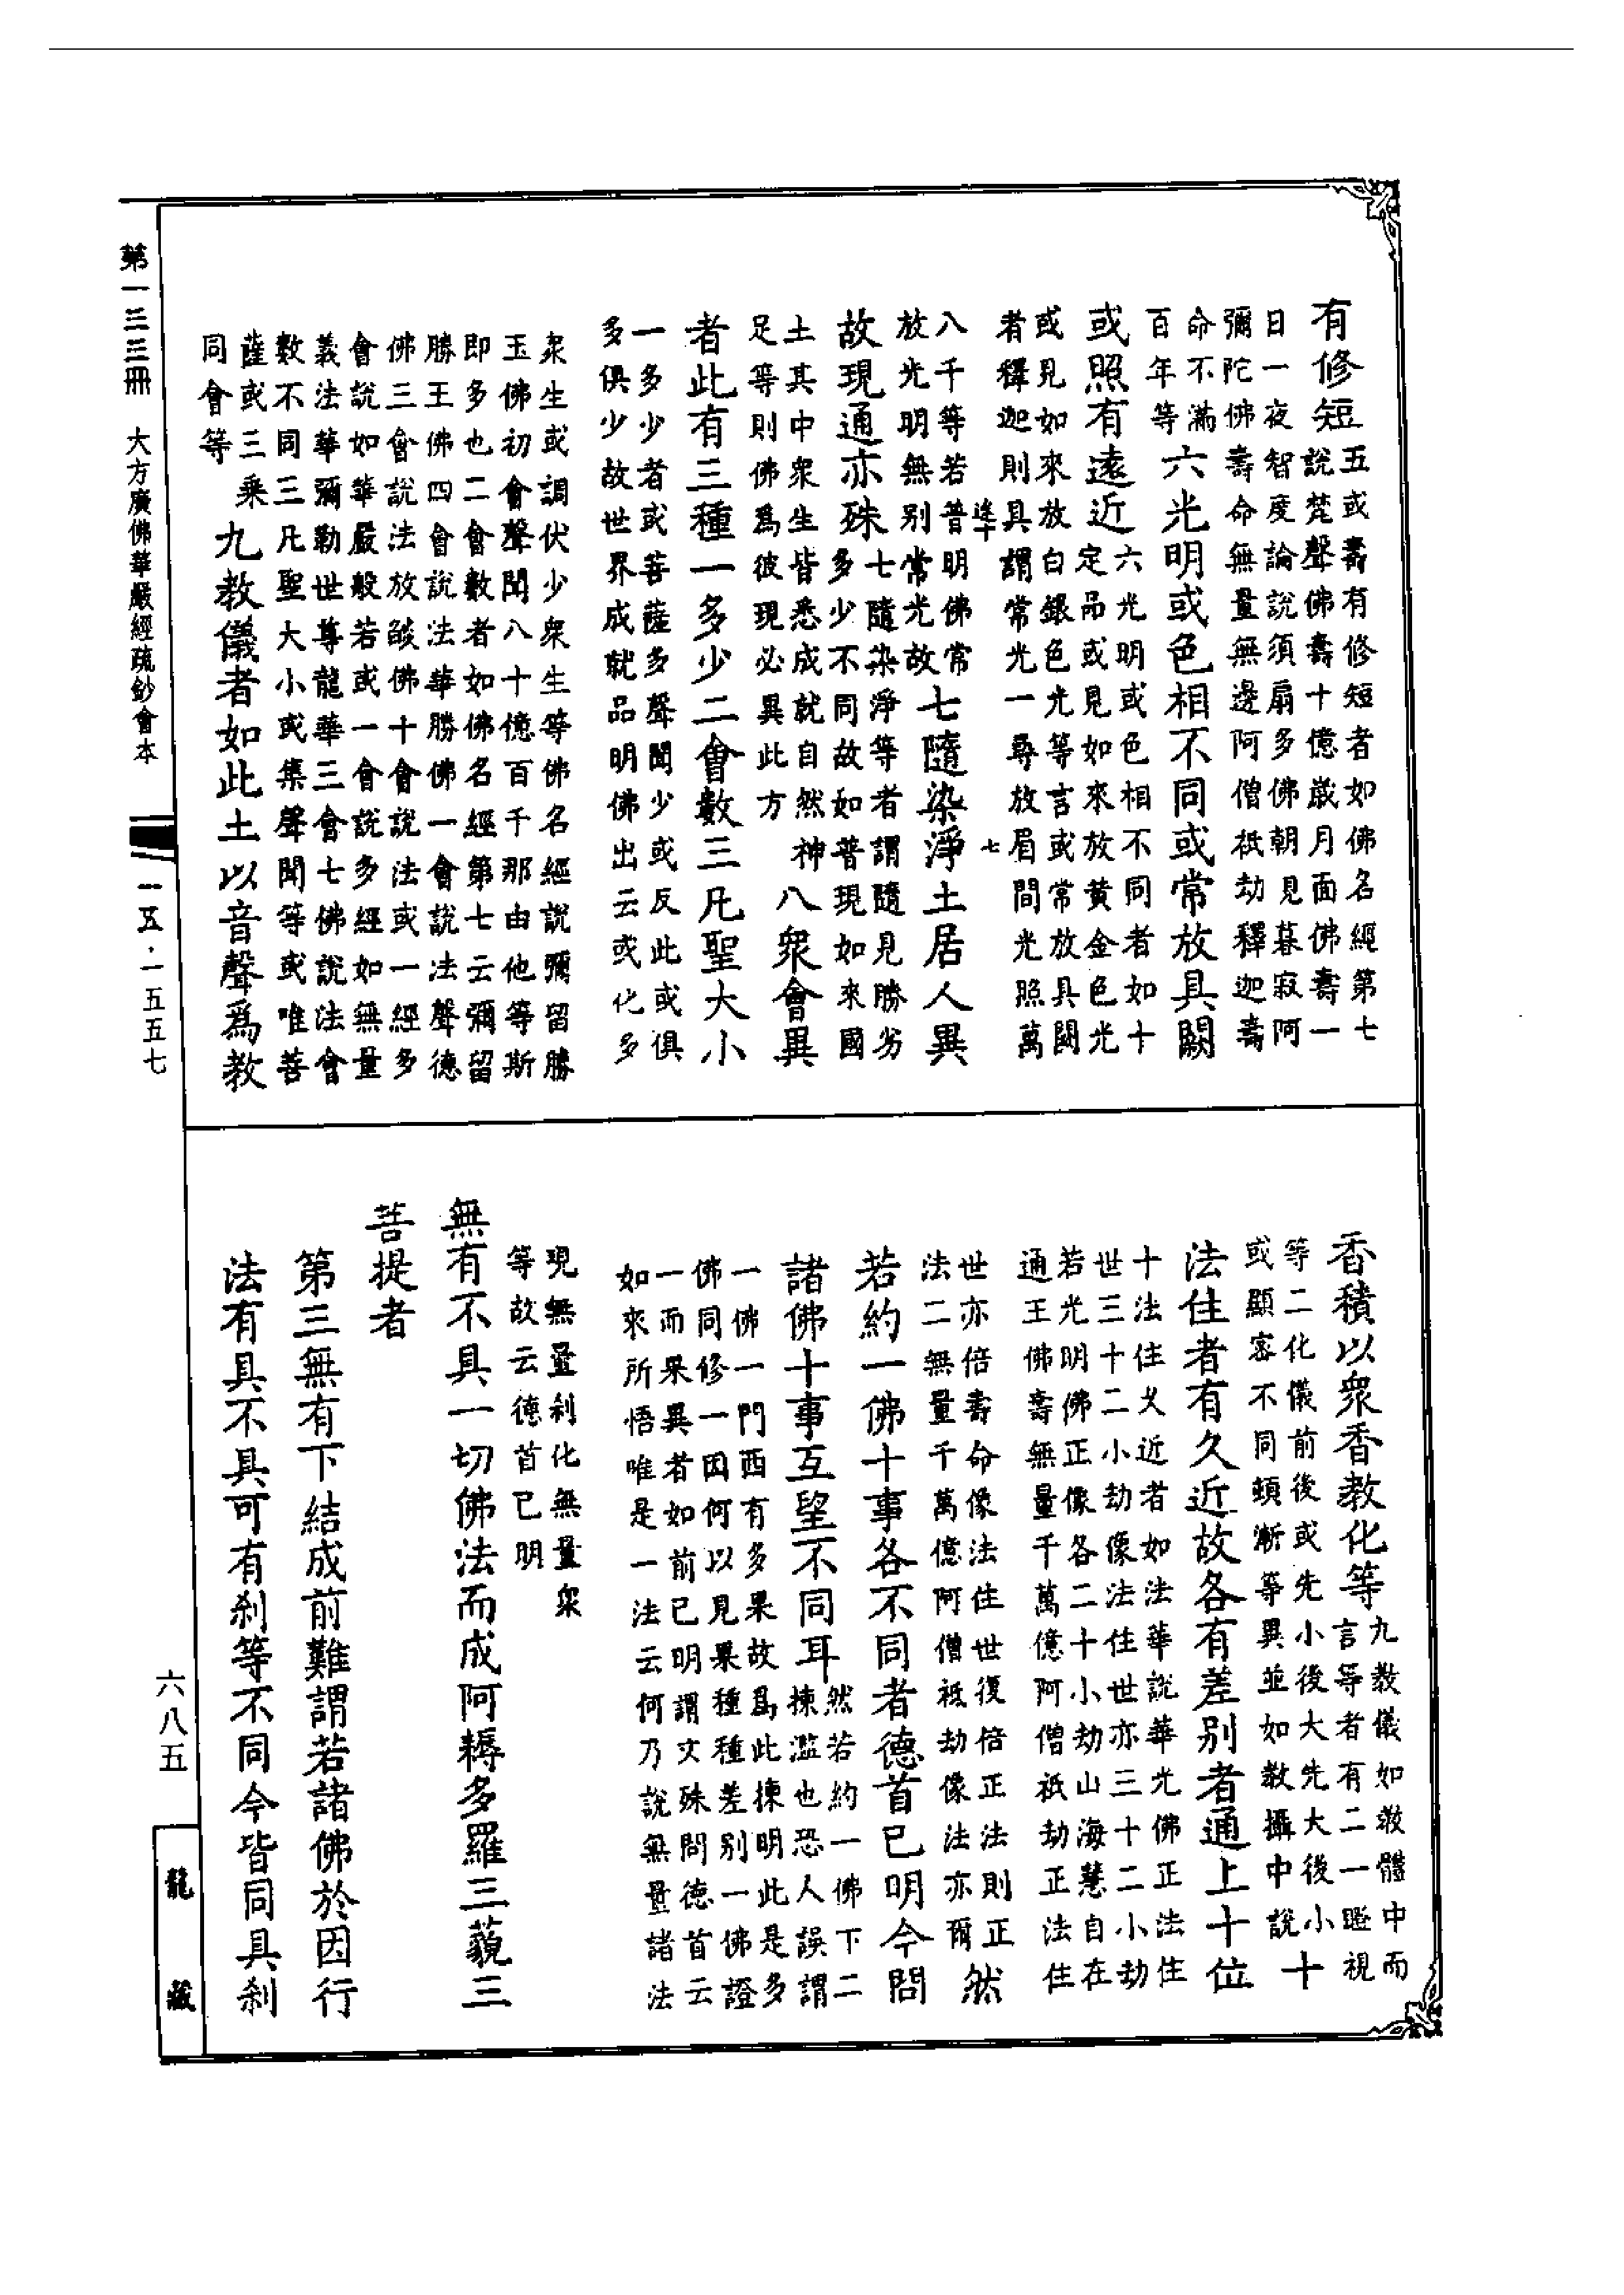 有修短
五或壽有修短者如佛名經第七
說梵聲佛壽十億歲月面佛壽一
日一夜智度論說須扇多佛朝見暮寂阿
彌陀佛壽命無量無邊阿僧祇劫釋迦壽
命不滿
百年等
六光明或色相不同或常放具闕
或照有遠近
六光明或色相不同者如十
定品或見如來放黃金色光
或見如來放白銀色光等言或常放具闕
者釋迦則具謂常光一尋放眉間光照萬
七
八千等若普明佛常
放光明無別常光故
七隨染淨土居人異
故現通亦殊
七隨染淨等者謂隨見勝劣
多少不同故如普現如來國
土其中衆生皆悉成就自然神
足等則佛爲彼現必異此方
八衆會異
者此有三種一多少二會數三凡聖大小
一多少者或菩薩多聲聞少或反此或俱
多俱少故世界成就品明佛出云或化多
衆生或調伏少衆生等佛名經說彌留勝
玉佛初會聲聞八十億百千那由他等斯
即多也二會數者如佛名經第七云彌留
勝王佛四會說法華勝佛一會說法聲德
佛三會說法放燄佛十會說法或一經多
會說如華嚴般若或一會說多經如無量
義法華彌勒世尊龍華三會七佛說法會
數不同三凡聖大小或集聲聞等或唯菩
薩或三乘
同會等
九教儀者如此土以音聲爲教
香積以衆香教化等
九教儀如教體中而
言等者有二一睚視
等二化儀前後或先小後大先大後小
或顯密不同頓漸等異並如教攝中說
十
法住者有久近故各有差别者通上十位
十法住久近者如法華說華光佛正法住
世三十二小劫像法住世亦三十二小劫
若光明佛正像各二十小劫山海慧自在
通王佛壽無量千萬億阿僧祇劫正法住
世亦倍壽命像法住世復倍正法則正
法二無量千萬億阿僧祇劫像法亦爾
然
若約一佛十事各不同者德首已明今問
諸佛十事互望不同耳
然若約一佛下二
揀濫也恐人誤謂
一佛一門西有多果故爲此揀明此是多
佛同修一因何以見果種種差別一佛證
一而果異者如前已明謂文殊問德首云
如來所悟唯是一法云何乃說無量諸法
現無量刹化無量衆
等故云德首已明
無有不具一切佛法而成阿耨多羅三藐三
菩提者
第三無有下結成前難謂若諸佛於因行
法有具不具可有刹等不同今皆同具刹
第一三三冊 大方廣佛華嚴經疏鈔會本
一五·一五五七
六八五
龍藏